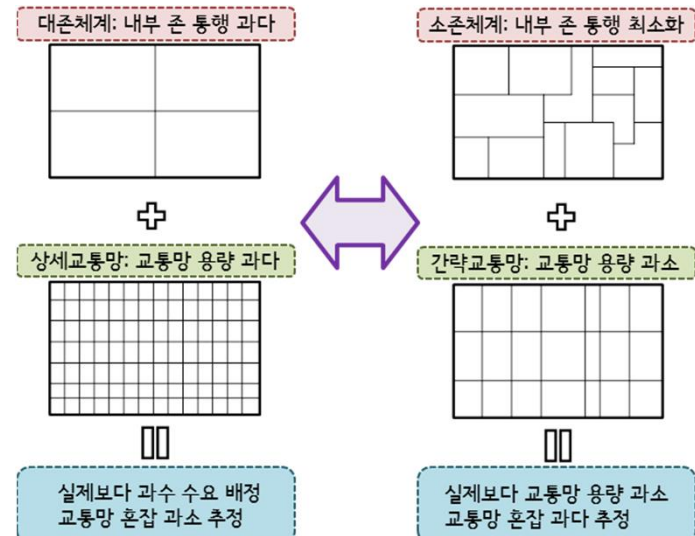 대존체계: 내부 존 통행 과다
소존체계: 내부 존 통행 최소화
상세교통망: 교통망 용량 과다
간략교통망: 교통망 용량 과소
실제보다 과수 수요 배정
교통망 혼잡 과소 추정
실제보다 교통망 용량 과소
교통망 혼잡 과다 추정